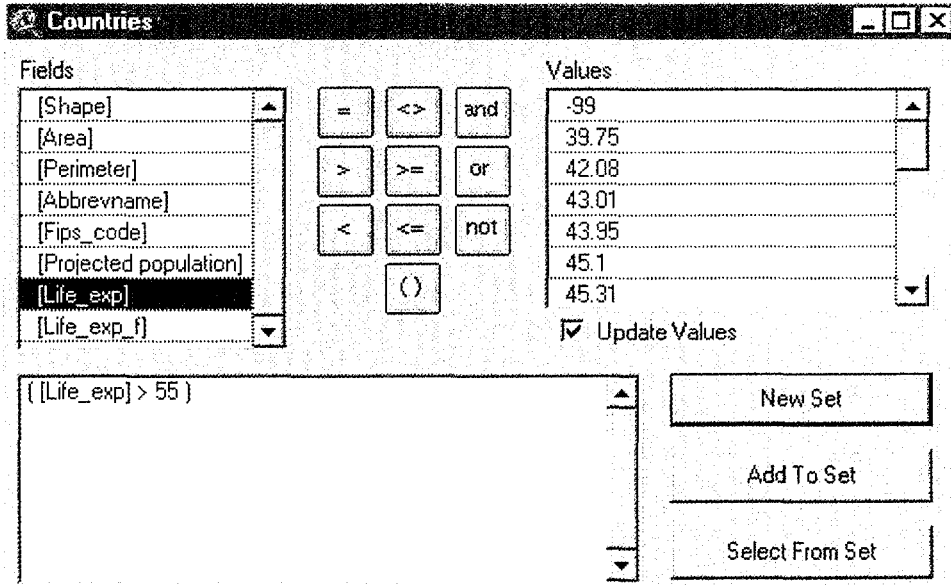 Countries
Fields
Values
[Shape]
[Area]
[Perimeter]
[Abbrevname]
[Fips_code]
[Projected population]
[Life_exp]
[Life_exp_f]
= <> and
> >= or
< <= not
()
-99
39.75
42.08
43.01
43.95
45.1
45.31
Update Values
( [Life_exp] > 55 )
New Set
Add To Set
Select From Set